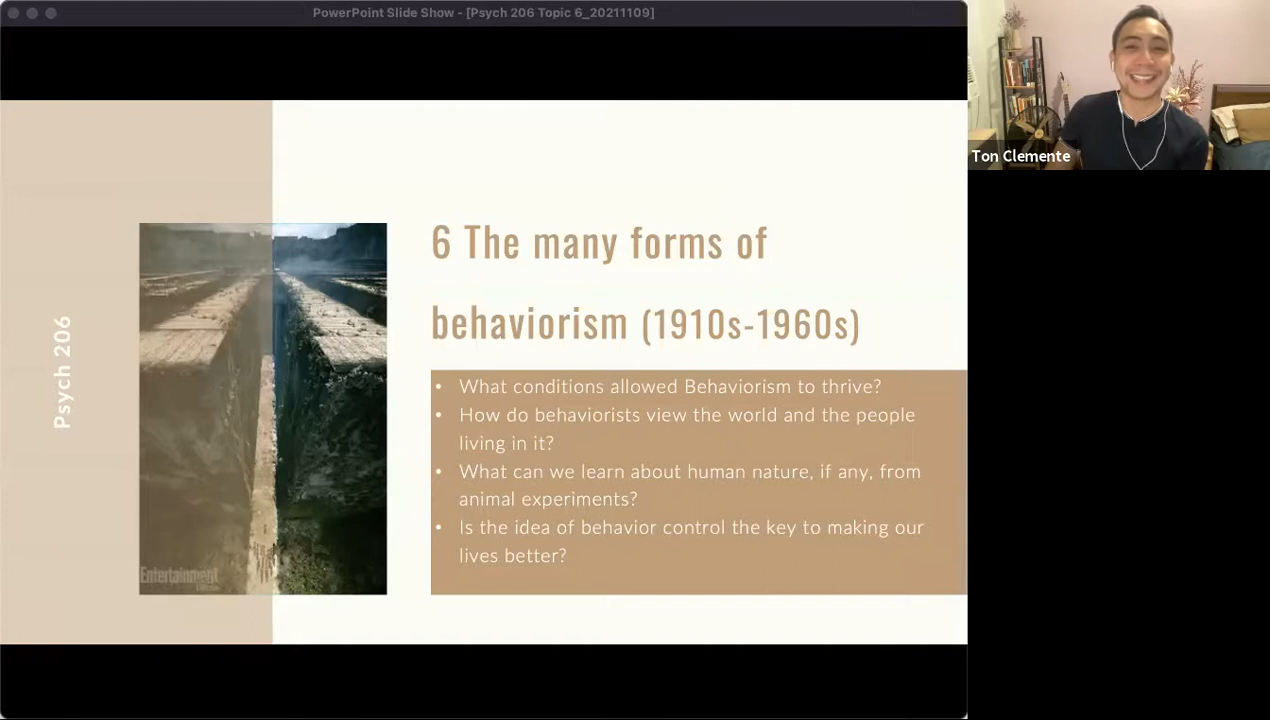 PowerPoint Slide Show - [Psych 206 Topic 6_20211109]
Ton Clemente
Psych 206
6 The many forms of
behaviorism (1910s-1960s)
• What conditions allowed Behaviorism to thrive?
• How do behaviorists view the world and the people
living in it?
• What can we learn about human nature, if any, from
animal experiments?
• Is the idea of behavior control the key to making our
lives better?
Entertainment